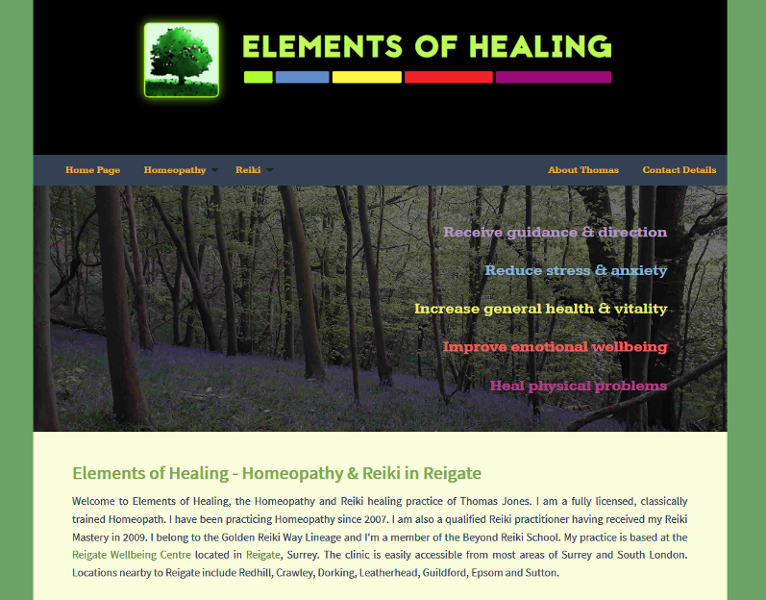 ELEMENTS OF HEALING
Home Page Homeopathy Reiki About Thomas Contact Details
Receive guidance & direction
Reduce stress & anxiety
Increase general health & vitality
Improve emotional wellbeing
Heal physical problems
Elements of Healing - Homeopathy & Reiki in Reigate
Welcome to Elements of Healing, the Homeopathy and Reiki healing practice of Thomas Jones. I am a fully licensed, classically
trained Homeopath. I have been practicing Homeopathy since 2007. I am also a qualified Reiki practitioner having received my Reiki
Mastery in 2009. I belong to the Golden Reiki Way Lineage and I'm a member of the Beyond Reiki School. My practice is based at the
Reigate Wellbeing Centre located in Reigate, Surrey. The clinic is easily accessible from most areas of Surrey and South London.
Locations nearby to Reigate include Redhill, Crawley, Dorking, Leatherhead, Guildford, Epsom and Sutton.